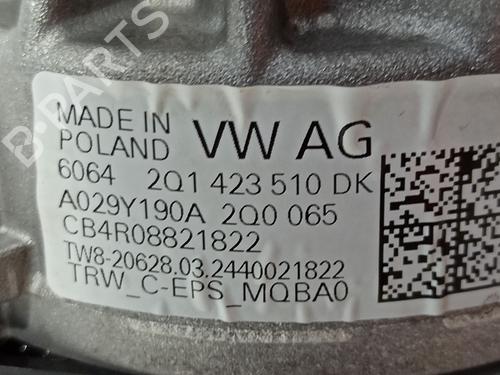 B-PARTS
MADE IN
POLAND
VW AG
6064 2Q1 423 510 DK
A029Y190A 2Q0 065
CB4R08821822
TW8-20628.03.2440021822
TRW_C-EPS_MQBA0